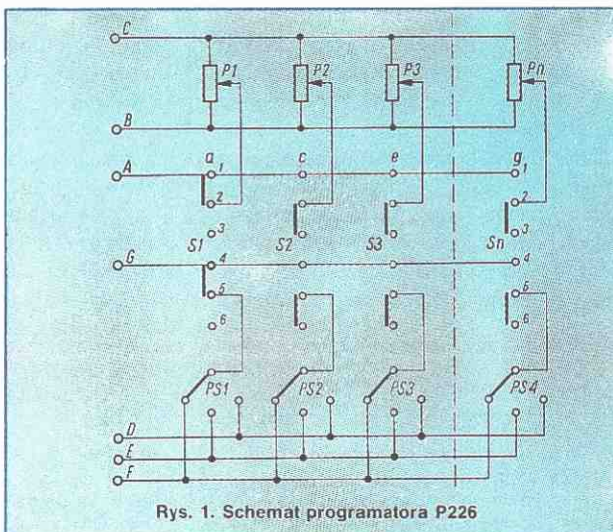 C
P1 P2 P3 Pn
B
A a c e g
1 1
2 2
3 S1 S2 S3 Sn 3
G 4 4
5 5
6 6
PS1 PS2 PS3 PS4
D
E
F
Rys. 1. Schemat programatora P226